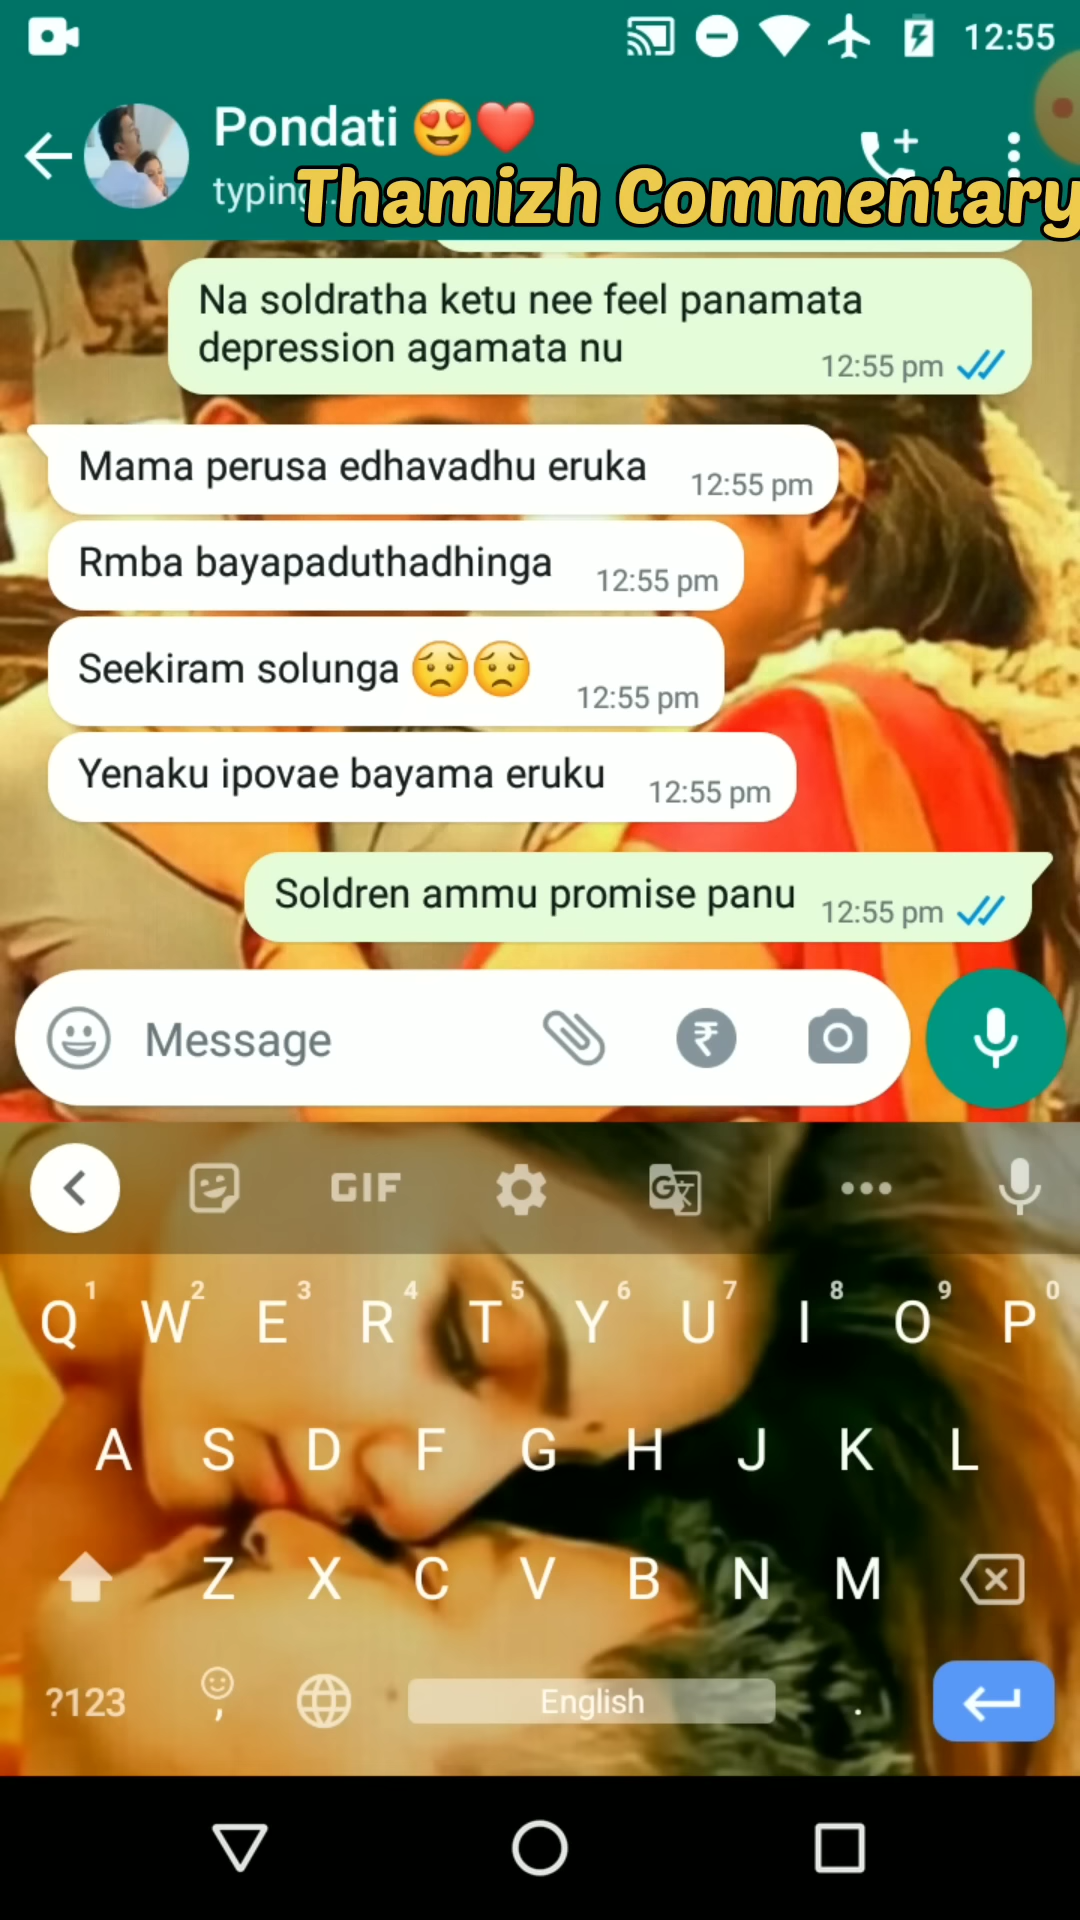 12:55
Pondati 😍❤️
typing...
Thamizh Commentary
Na soldratha ketu nee feel panamata
depression agamata nu
12:55 pm
Mama perusa edhavadhu eruka
12:55 pm
Rmba bayapaduthadhinga
12:55 pm
Seekiram solunga 😟😟
12:55 pm
Yenaku ipovae bayama eruku
12:55 pm
Soldren ammu promise panu
12:55 pm
Message
₹
GIF
G
1 2 3 4 5 6 7 8 9 0
Q W E R T Y U I O P
A S D F G H J K L
Z X C V B N M
?123 , English .